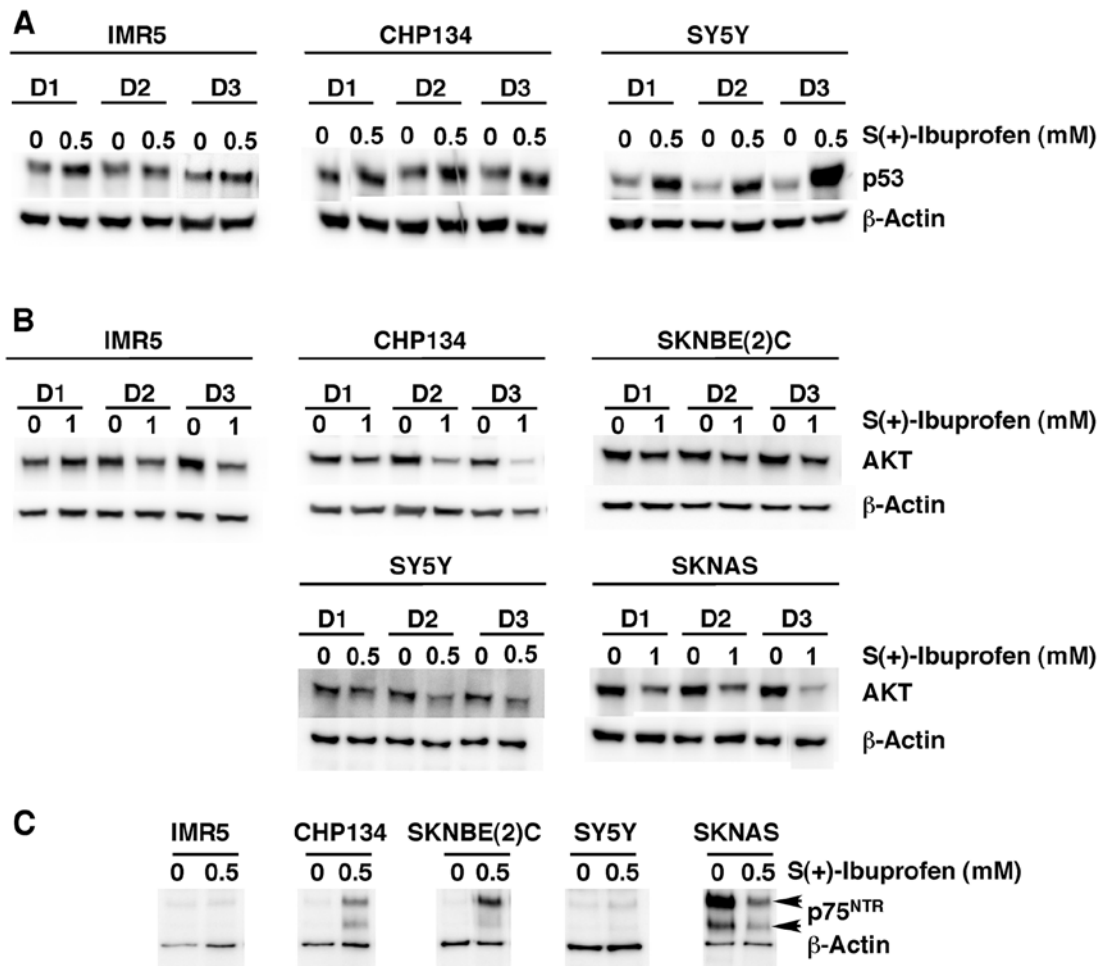 A
IMR5 CHP134 SY5Y
D1 D2 D3 D1 D2 D3 D1 D2 D3
0 0.5 0 0.5 0 0.5 0 0.5 0 0.5 0 0.5 0 0.5 0 0.5 0 0.5 S(+)-Ibuprofen (mM)
p53
β-Actin
B
IMR5 CHP134 SKNBE(2)C
D1 D2 D3 D1 D2 D3 D1 D2 D3
0 1 0 1 0 1 0 1 0 1 0 1 0 1 0 1 0 1 S(+)-Ibuprofen (mM)
AKT
β-Actin
SY5Y SKNAS
D1 D2 D3 D1 D2 D3
0 0.5 0 0.5 0 0.5 0 1 0 1 0 1 S(+)-Ibuprofen (mM)
AKT
β-Actin
C
IMR5 CHP134 SKNBE(2)C SY5Y SKNAS
0 0.5 0 0.5 0 0.5 0 0.5 0 0.5 S(+)-Ibuprofen (mM)
p75NTR
β-Actin